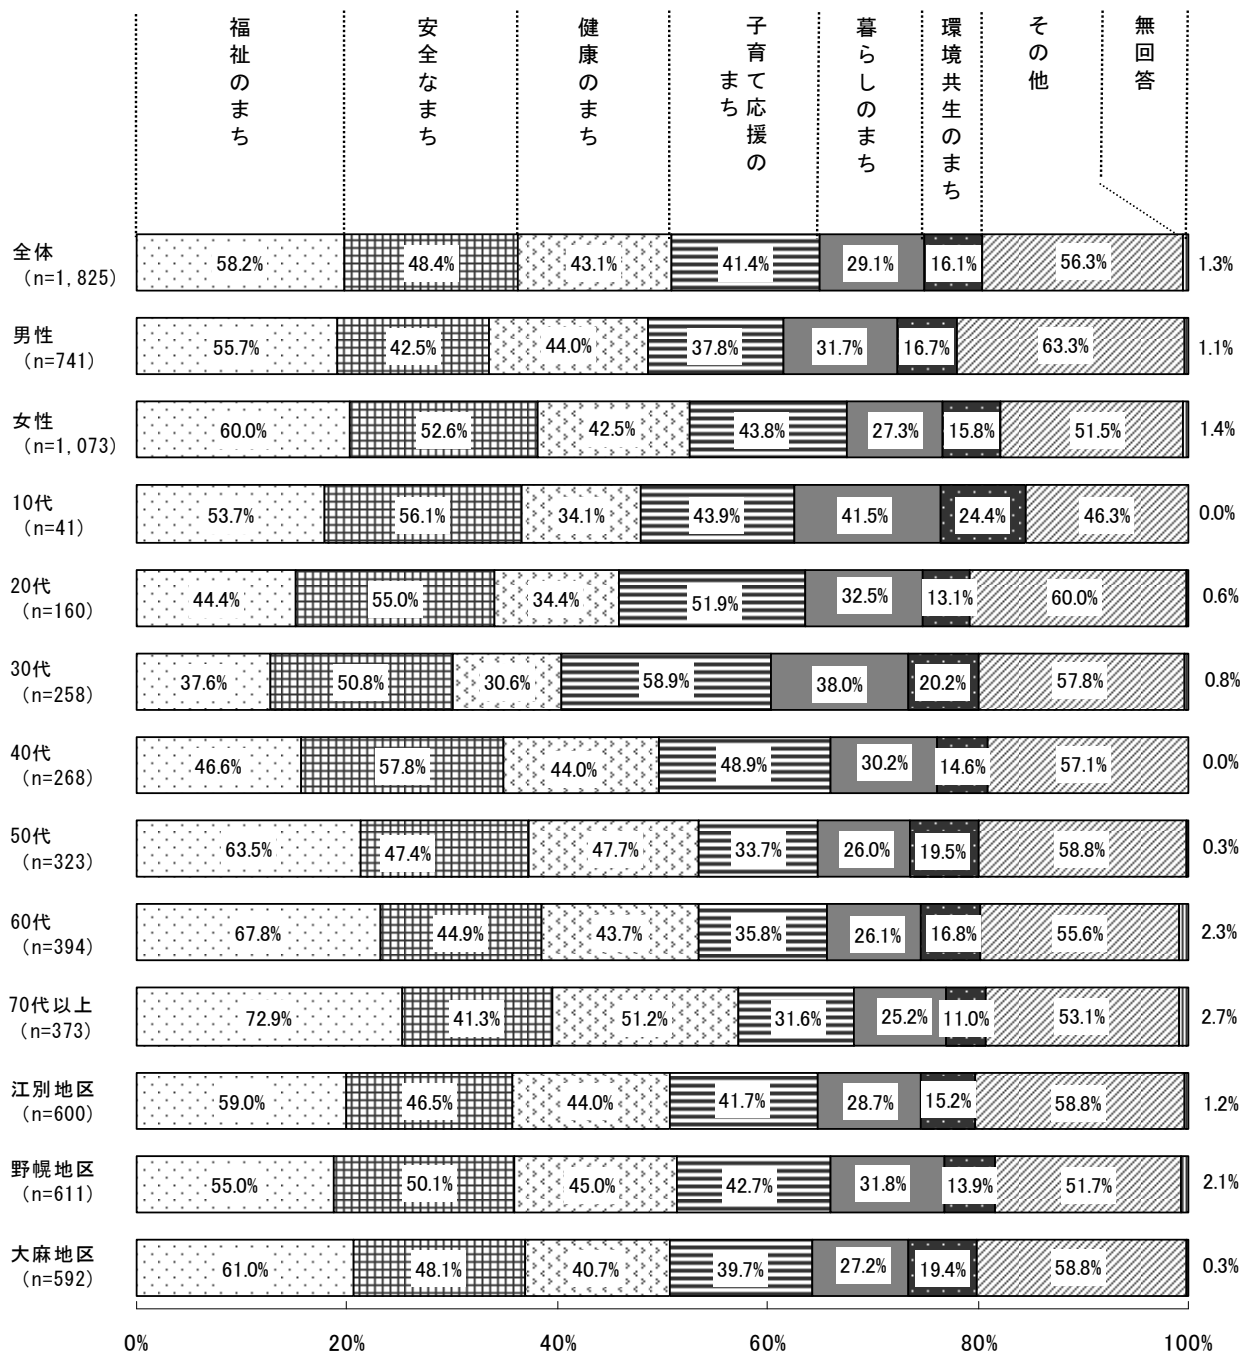 福祉のまち
安全なまち
健康のまち
子育て応援の
まち
暮らしのまち
環境共生のまち
その他
無回答
全体
（n=1,825）
58.2% 48.4% 43.1% 41.4% 29.1% 16.1% 56.3% 1.3%
男性
（n=741）
55.7% 42.5% 44.0% 37.8% 31.7% 16.7% 63.3% 1.1%
女性
（n=1,073）
60.0% 52.6% 42.5% 43.8% 27.3% 15.8% 51.5% 1.4%
10代
（n=41）
53.7% 56.1% 34.1% 43.9% 41.5% 24.4% 46.3% 0.0%
20代
（n=160）
44.4% 55.0% 34.4% 51.9% 32.5% 13.1% 60.0% 0.6%
30代
（n=258）
37.6% 50.8% 30.6% 58.9% 38.0% 20.2% 57.8% 0.8%
40代
（n=268）
46.6% 57.8% 44.0% 48.9% 30.2% 14.6% 57.1% 0.0%
50代
（n=323）
63.5% 47.4% 47.7% 33.7% 26.0% 19.5% 58.8% 0.3%
60代
（n=394）
67.8% 44.9% 43.7% 35.8% 26.1% 16.8% 55.6% 2.3%
70代以上
（n=373）
72.9% 41.3% 51.2% 31.6% 25.2% 11.0% 53.1% 2.7%
江別地区
（n=600）
59.0% 46.5% 44.0% 41.7% 28.7% 15.2% 58.8% 1.2%
野幌地区
（n=611）
55.0% 50.1% 45.0% 42.7% 31.8% 13.9% 51.7% 2.1%
大麻地区
（n=592）
61.0% 48.1% 40.7% 39.7% 27.2% 19.4% 58.8% 0.3%
0% 20% 40% 60% 80% 100%